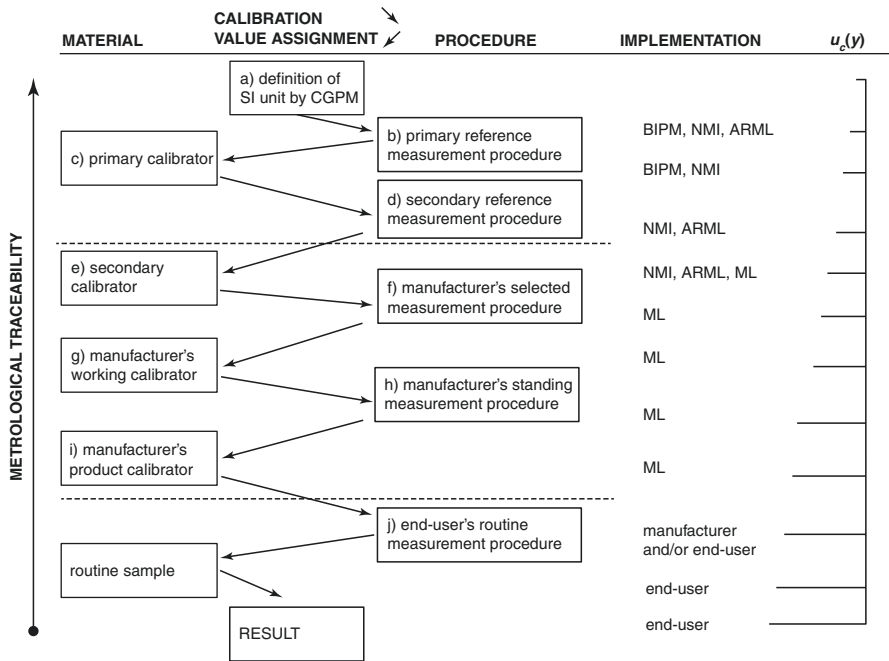 CALIBRATION
MATERIAL VALUE ASSIGNMENT PROCEDURE IMPLEMENTATION u_c(y)
a) definition of
SI unit by CGPM
b) primary reference
measurement procedure
BIPM, NMI, ARML
c) primary calibrator
BIPM, NMI
d) secondary reference
measurement procedure
NMI, ARML
e) secondary
calibrator
NMI, ARML, ML
f) manufacturer's selected
measurement procedure
ML
g) manufacturer's
working calibrator
ML
h) manufacturer's standing
measurement procedure
ML
i) manufacturer's
product calibrator
ML
j) end-user's routine
measurement procedure
manufacturer
and/or end-user
routine sample
end-user
RESULT
end-user
METROLOGICAL TRACEABILITY